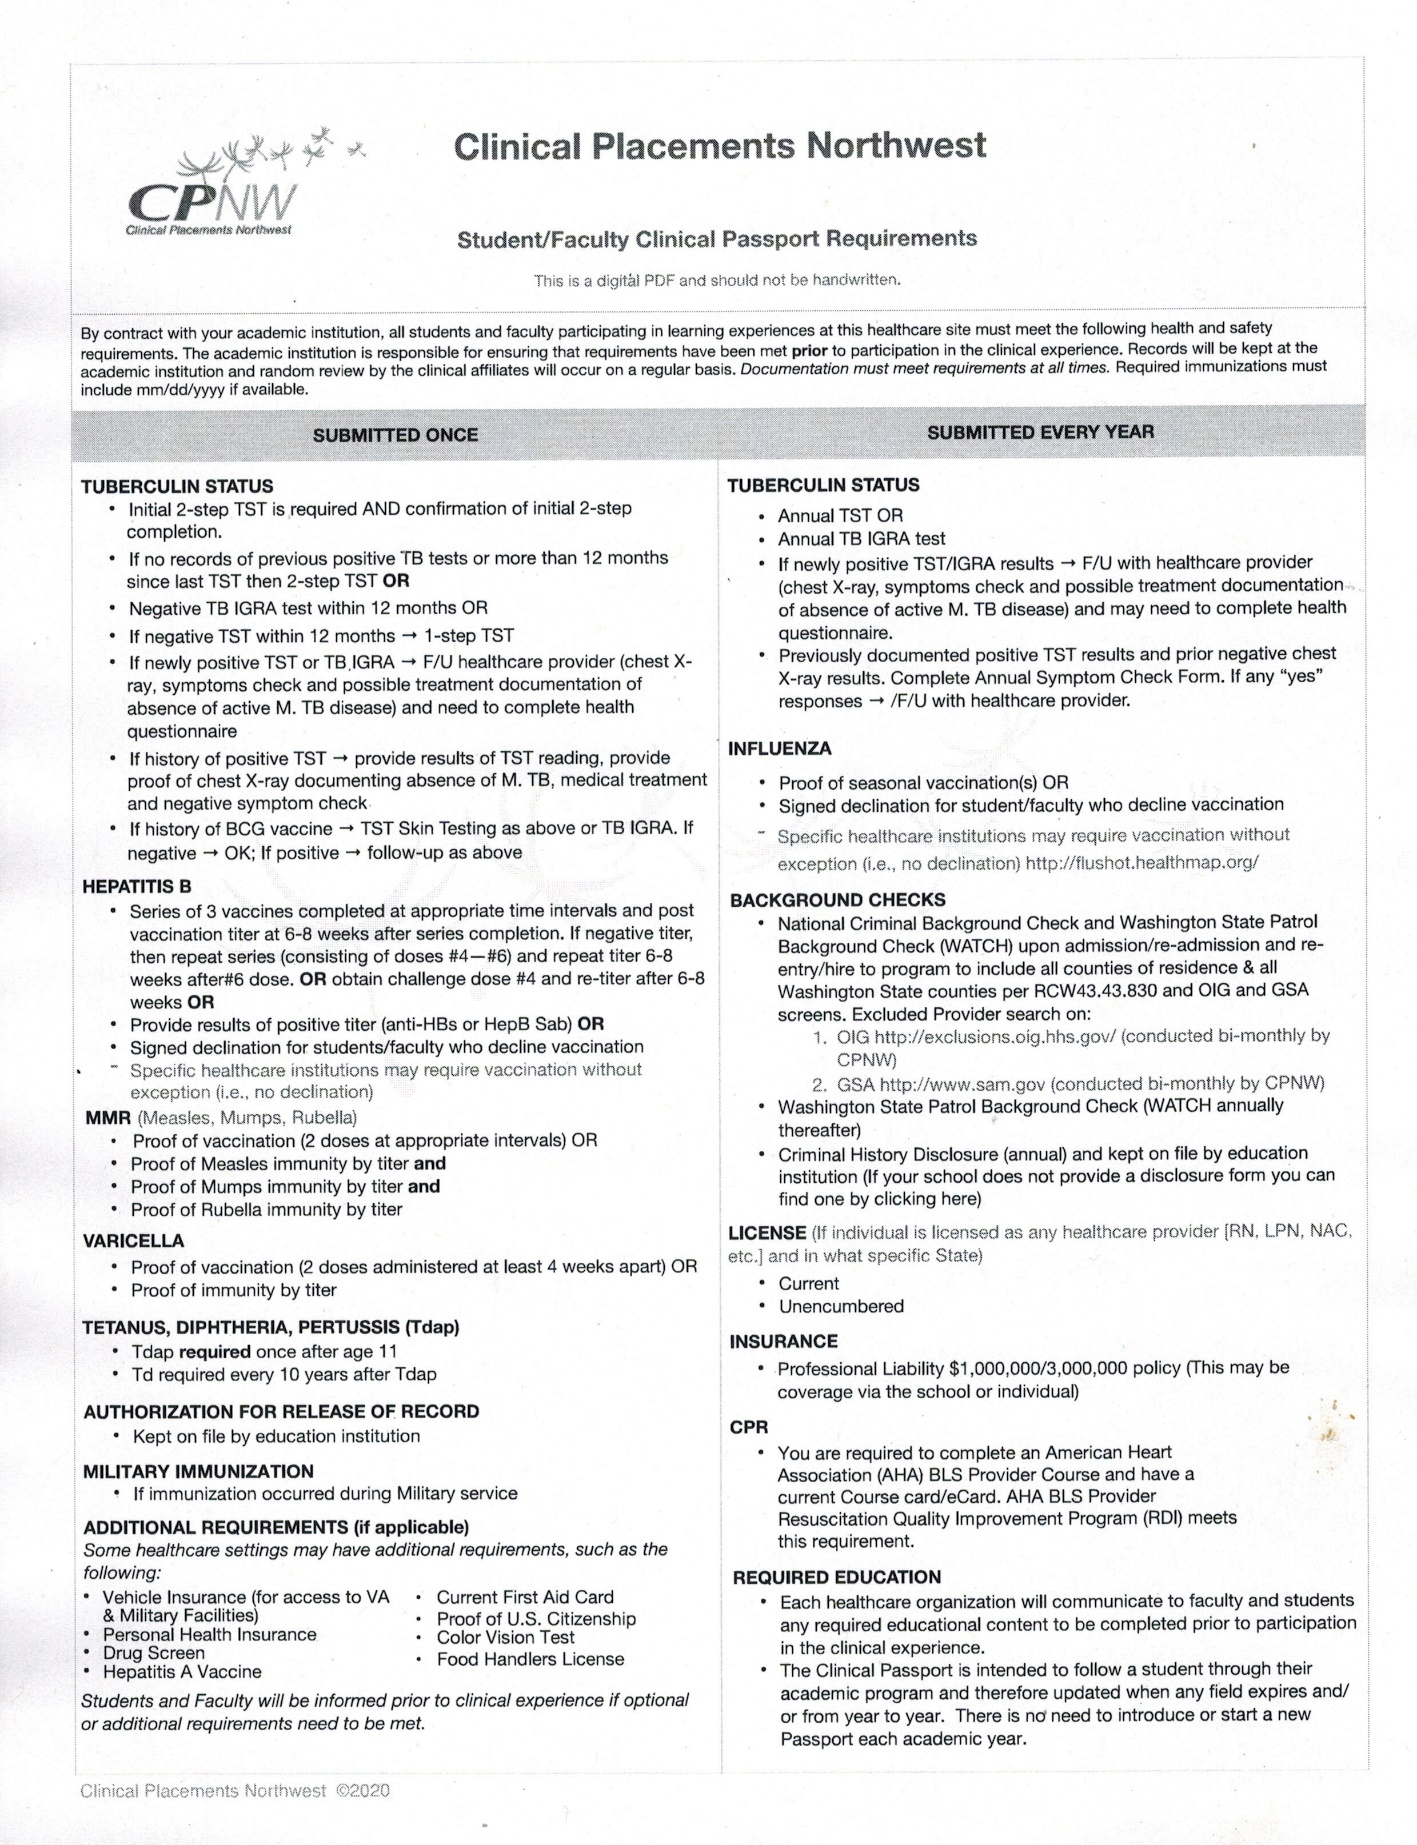 CPNW
Clinical Placements Northwest
Clinical Placements Northwest
Student/Faculty Clinical Passport Requirements
This is a digital PDF and should not be handwritten.
By contract with your academic institution, all students and faculty participating in learning experiences at this healthcare site must meet the following health and safety
requirements. The academic institution is responsible for ensuring that requirements have been met prior to participation in the clinical experience. Records will be kept at the
academic institution and random review by the clinical affiliates will occur on a regular basis. Documentation must meet requirements at all times. Required immunizations must
include mm/dd/yyyy if available.
SUBMITTED ONCE
TUBERCULIN STATUS
• Initial 2-step TST is required AND confirmation of initial 2-step
completion.
• If no records of previous positive TB tests or more than 12 months
since last TST then 2-step TST OR
• Negative TB IGRA test within 12 months OR
• If negative TST within 12 months → 1-step TST
• If newly positive TST or TB IGRA → F/U healthcare provider (chest X-
ray, symptoms check and possible treatment documentation of
absence of active M. TB disease) and need to complete health
questionnaire
• If history of positive TST → provide results of TST reading, provide
proof of chest X-ray documenting absence of M. TB, medical treatment
and negative symptom check
• If history of BCG vaccine → TST Skin Testing as above or TB IGRA. If
negative → OK; If positive → follow-up as above
HEPATITIS B
• Series of 3 vaccines completed at appropriate time intervals and post
vaccination titer at 6-8 weeks after series completion. If negative titer,
then repeat series (consisting of doses #4—#6) and repeat titer 6-8
weeks after#6 dose. OR obtain challenge dose #4 and re-titer after 6-8
weeks OR
• Provide results of positive titer (anti-HBs or HepB Sab) OR
• Signed declination for students/faculty who decline vaccination
- Specific healthcare institutions may require vaccination without
exception (i.e., no declination)
MMR (Measles, Mumps, Rubella)
• Proof of vaccination (2 doses at appropriate intervals) OR
• Proof of Measles immunity by titer and
• Proof of Mumps immunity by titer and
• Proof of Rubella immunity by titer
VARICELLA
• Proof of vaccination (2 doses administered at least 4 weeks apart) OR
• Proof of immunity by titer
TETANUS, DIPHTHERIA, PERTUSSIS (Tdap)
• Tdap required once after age 11
• Td required every 10 years after Tdap
AUTHORIZATION FOR RELEASE OF RECORD
• Kept on file by education institution
MILITARY IMMUNIZATION
• If immunization occurred during Military service
ADDITIONAL REQUIREMENTS (if applicable)
Some healthcare settings may have additional requirements, such as the
following:
• Vehicle Insurance (for access to VA
& Military Facilities)
• Personal Health Insurance
• Drug Screen
• Hepatitis A Vaccine
• Current First Aid Card
• Proof of U.S. Citizenship
• Color Vision Test
• Food Handlers License
Students and Faculty will be informed prior to clinical experience if optional
or additional requirements need to be met.
SUBMITTED EVERY YEAR
TUBERCULIN STATUS
• Annual TST OR
• Annual TB IGRA test
• If newly positive TST/IGRA results → F/U with healthcare provider
(chest X-ray, symptoms check and possible treatment documentation
of absence of active M. TB disease) and may need to complete health
questionnaire.
• Previously documented positive TST results and prior negative chest
X-ray results. Complete Annual Symptom Check Form. If any “yes”
responses → /F/U with healthcare provider.
INFLUENZA
• Proof of seasonal vaccination(s) OR
• Signed declination for student/faculty who decline vaccination
- Specific healthcare institutions may require vaccination without
exception (i.e., no declination) http://flushot.healthmap.org/
BACKGROUND CHECKS
• National Criminal Background Check and Washington State Patrol
Background Check (WATCH) upon admission/re-admission and re-
entry/hire to program to include all counties of residence & all
Washington State counties per RCW43.43.830 and OIG and GSA
screens. Excluded Provider search on:
1. OIG http://exclusions.oig.hhs.gov/ (conducted bi-monthly by
CPNW)
2. GSA http://www.sam.gov (conducted bi-monthly by CPNW)
• Washington State Patrol Background Check (WATCH annually
thereafter)
• Criminal History Disclosure (annual) and kept on file by education
institution (If your school does not provide a disclosure form you can
find one by clicking here)
LICENSE (If individual is licensed as any healthcare provider [RN, LPN, NAC,
etc.] and in what specific State)
• Current
• Unencumbered
INSURANCE
• Professional Liability $1,000,000/3,000,000 policy (This may be
coverage via the school or individual)
CPR
• You are required to complete an American Heart
Association (AHA) BLS Provider Course and have a
current Course card/eCard. AHA BLS Provider
Resuscitation Quality Improvement Program (RDI) meets
this requirement.
REQUIRED EDUCATION
• Each healthcare organization will communicate to faculty and students
any required educational content to be completed prior to participation
in the clinical experience.
• The Clinical Passport is intended to follow a student through their
academic program and therefore updated when any field expires and/
or from year to year. There is no need to introduce or start a new
Passport each academic year.
Clinical Placements Northwest ©2020